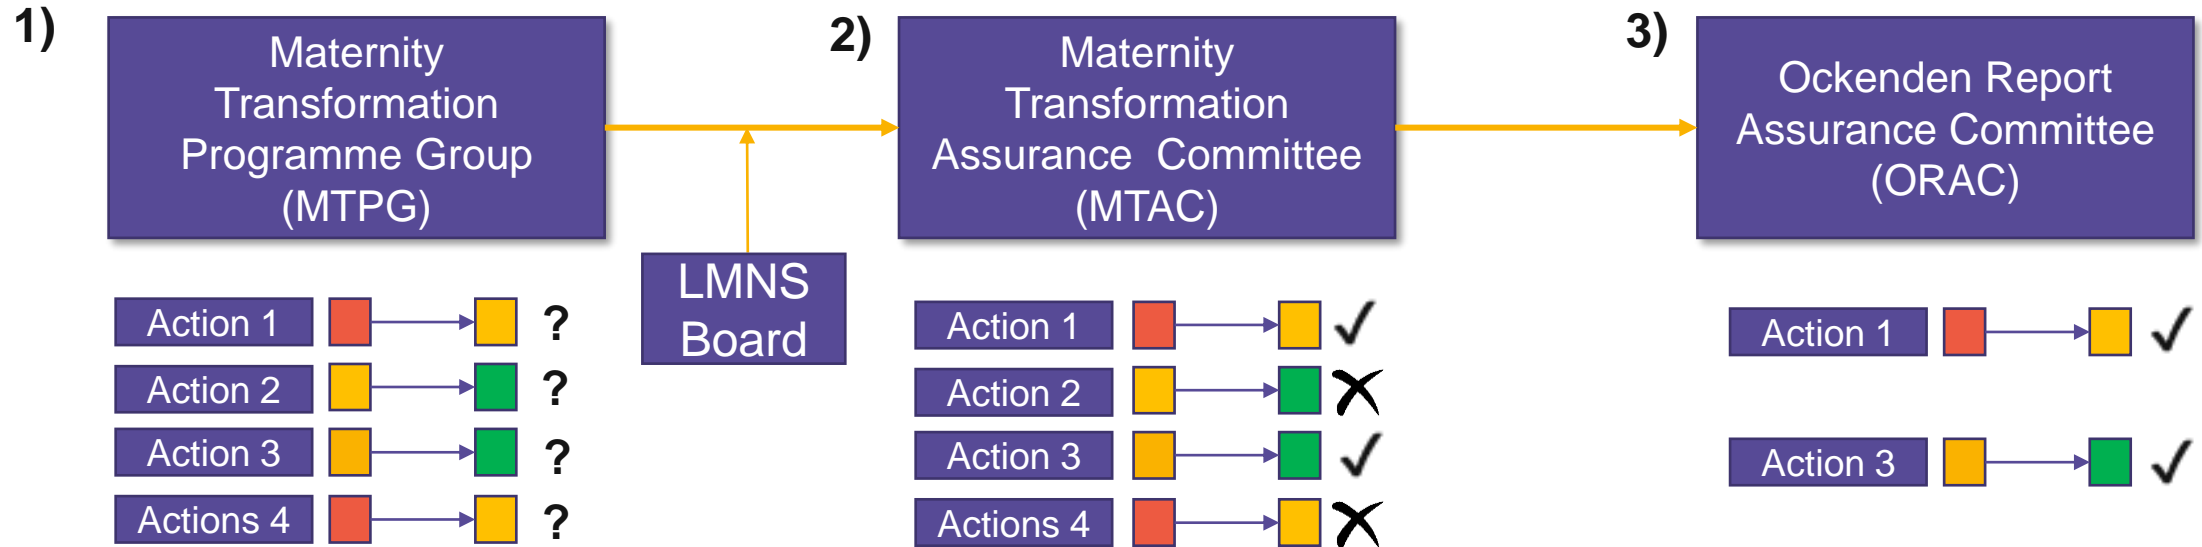 1)
Maternity
Transformation
Programme Group
(MTPG)
2)
Maternity
Transformation
Assurance Committee
(MTAC)
3)
Ockenden Report
Assurance Committee
(ORAC)
LMNS
Board
Action 1 ?
Action 2 ?
Action 3 ?
Actions 4 ?
Action 1
Action 2
Action 3
Actions 4
Action 1
Action 3